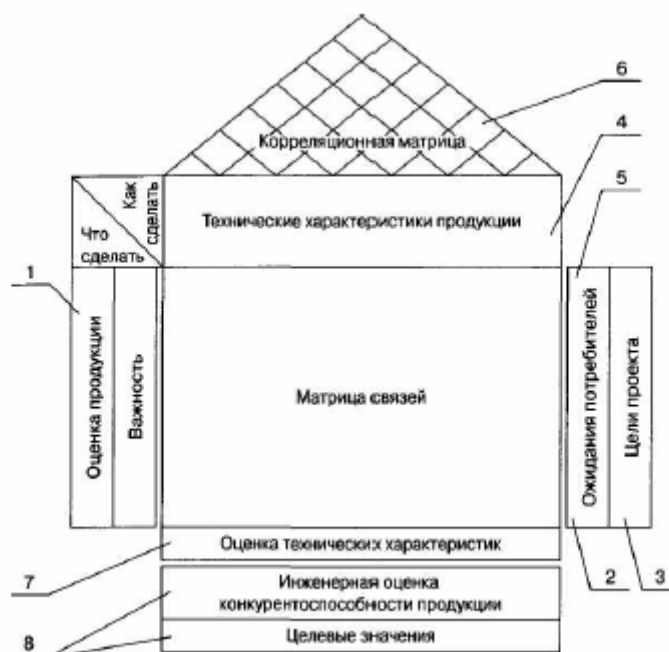 6
Корреляционная матрица
4
5
Как
сделать
Что
сделать
Технические характеристики продукции
1
Оценка продукции
Важность
Матрица связей
Ожидания потребителей
Цели проекта
Оценка технических характеристик
7
2
3
Инженерная оценка
конкурентоспособности продукции
Целевые значения
8